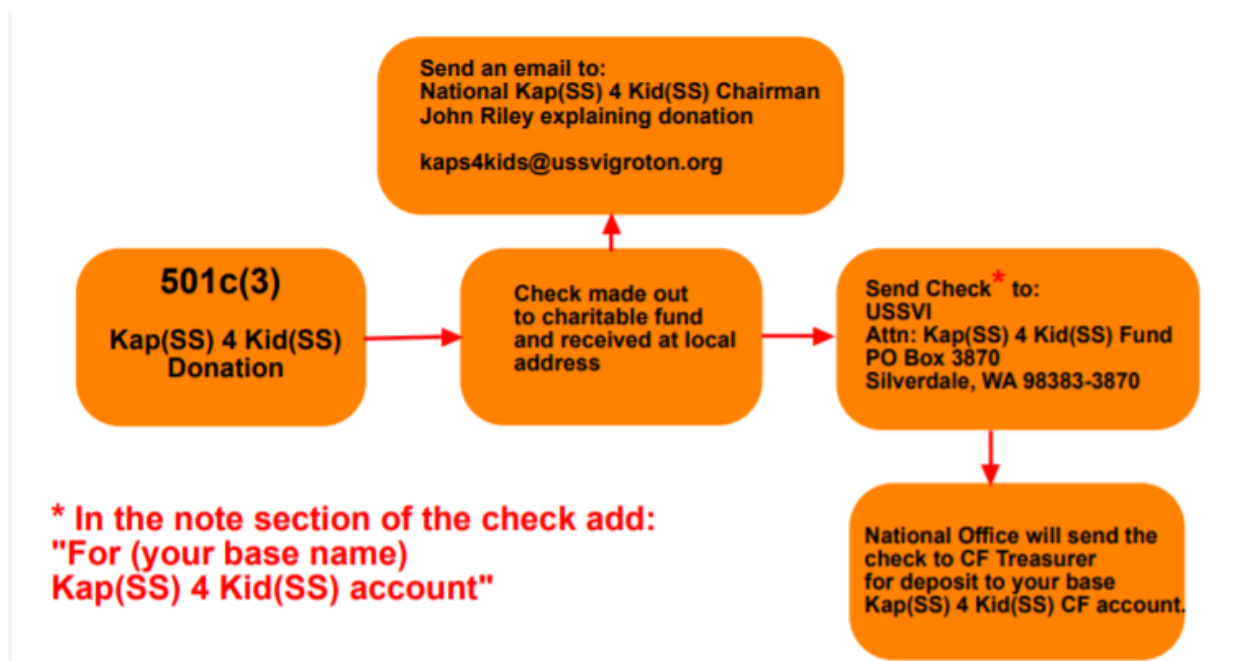 Send an email to:
National Kap(SS) 4 Kid(SS) Chairman
John Riley explaining donation
kaps4kids@ussvigroton.org
501c(3)
Kap(SS) 4 Kid(SS)
Donation
Check made out
to charitable fund
and received at local
address
Send Check* to:
USSVI
Attn: Kap(SS) 4 Kid(SS) Fund
PO Box 3870
Silverdale, WA 98383-3870
* In the note section of the check add:
"For (your base name)
Kap(SS) 4 Kid(SS) account"
National Office will send the
check to CF Treasurer
for deposit to your base
Kap(SS) 4 Kid(SS) CF account.